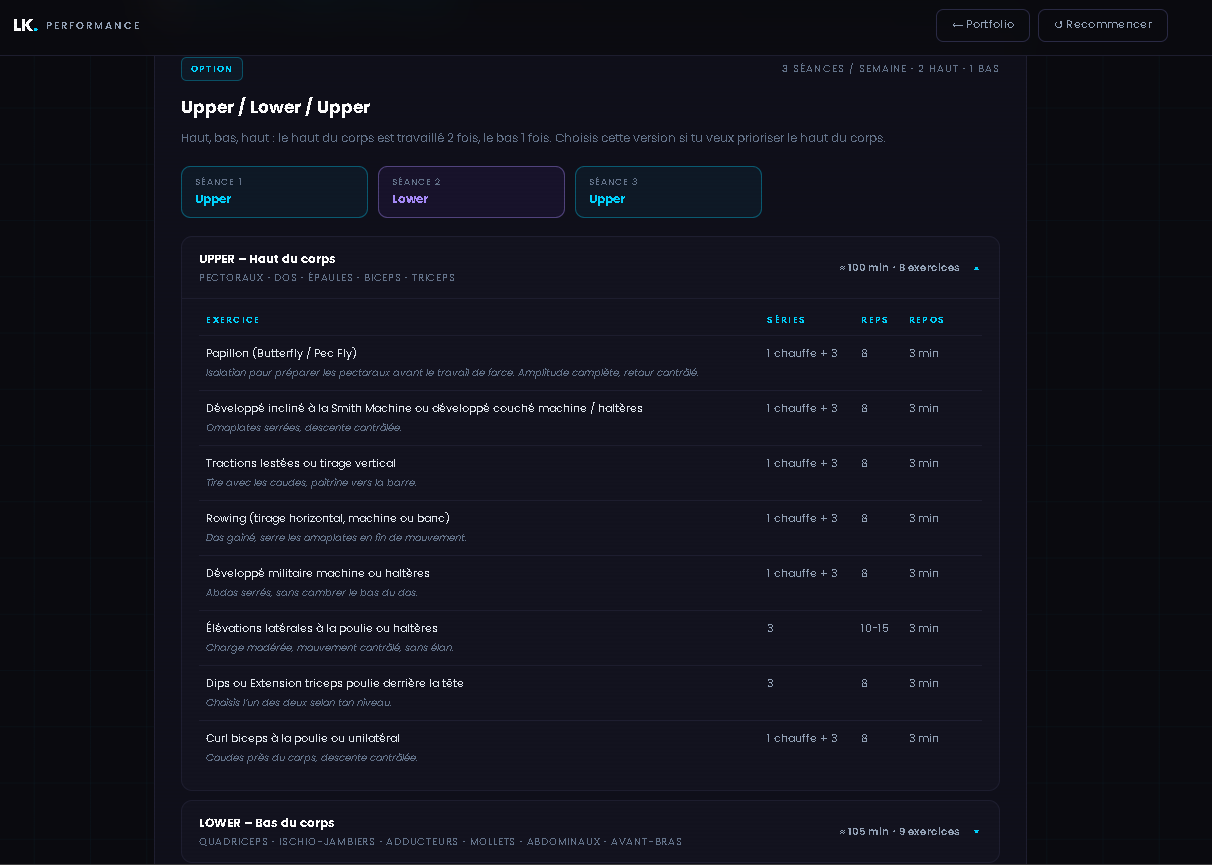 LK. PERFORMANCE
← Portfolio
↺ Recommencer
OPTION
3 SÉANCES / SEMAINE · 2 HAUT · 1 BAS
Upper / Lower / Upper
Haut, bas, haut : le haut du corps est travaillé 2 fois, le bas 1 fois. Choisis cette version si tu veux prioriser le haut du corps.
SÉANCE 1
Upper
SÉANCE 2
Lower
SÉANCE 3
Upper
UPPER – Haut du corps
PECTORAUX · DOS · ÉPAULES · BICEPS · TRICEPS
≈ 100 min · 8 exercices ▲
EXERCICE SÉRIES REPS REPOS
Papillon (Butterfly / Pec Fly) 1 chauffe + 3 8 3 min
Isolation pour préparer les pectoraux avant le travail de force. Amplitude complète, retour contrôlé.
Développé incliné à la Smith Machine ou développé couché machine / haltères 1 chauffe + 3 8 3 min
Omoplates serrées, descente contrôlée.
Tractions lestées ou tirage vertical 1 chauffe + 3 8 3 min
Tire avec les coudes, poitrine vers la barre.
Rowing (tirage horizontal, machine ou banc) 1 chauffe + 3 8 3 min
Dos gainé, serre les omoplates en fin de mouvement.
Développé militaire machine ou haltères 1 chauffe + 3 8 3 min
Abdos serrés, sans cambrer le bas du dos.
Élévations latérales à la poulie ou haltères 3 10-15 3 min
Charge modérée, mouvement contrôlé, sans élan.
Dips ou Extension triceps poulie derrière la tête 3 8 3 min
Choisis l'un des deux selon ton niveau.
Curl biceps à la poulie ou unilatéral 1 chauffe + 3 8 3 min
Coudes près du corps, descente contrôlée.
LOWER – Bas du corps
QUADRICEPS · ISCHIO-JAMBIERS · ADDUCTEURS · MOLLETS · ABDOMINAUX · AVANT-BRAS
≈ 105 min · 9 exercices ▼